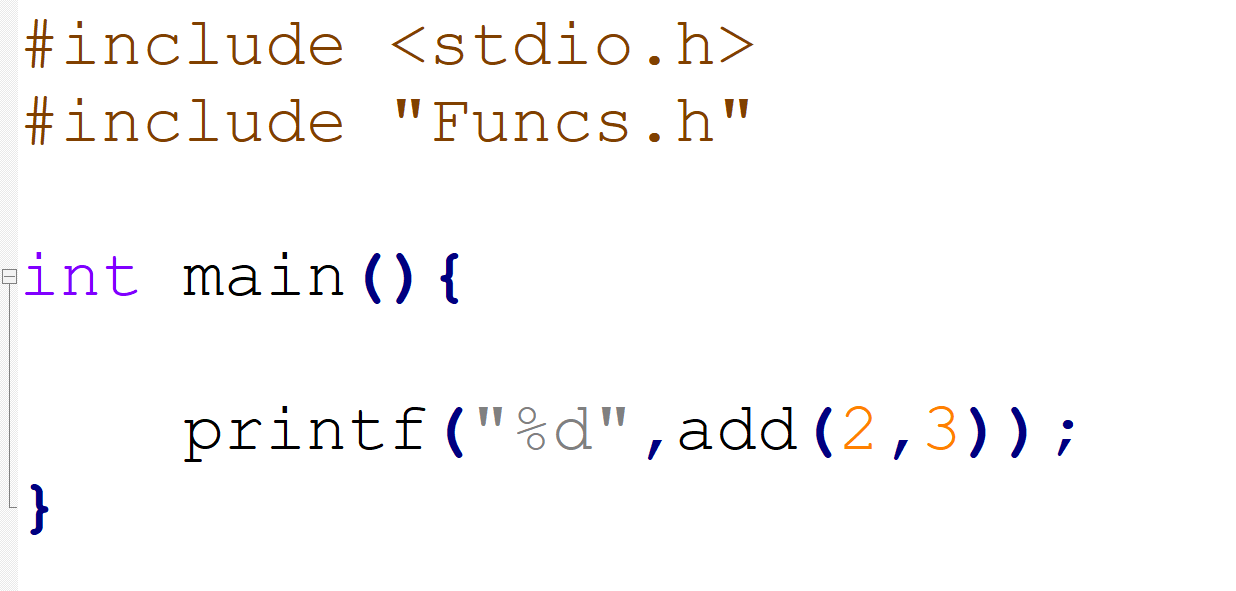 #include <stdio.h>
#include "Funcs.h"
int main(){
printf("%d",add(2,3));
}